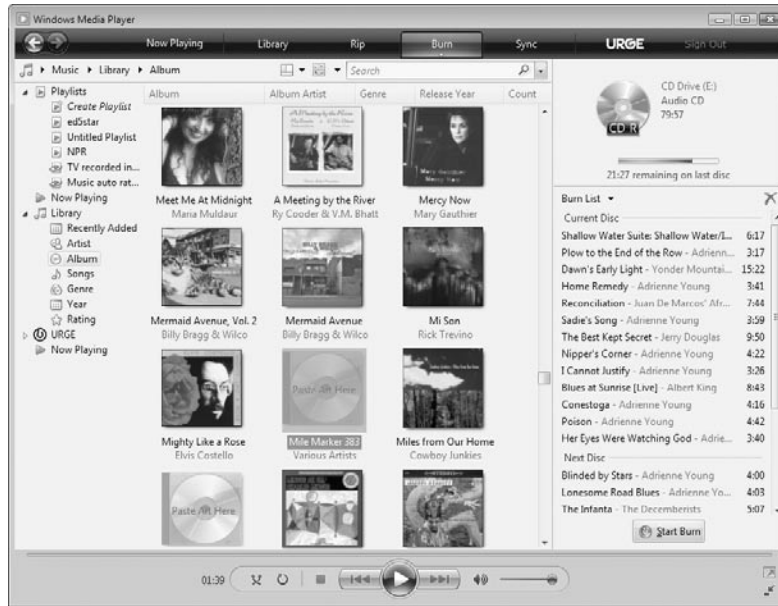 Windows Media Player
Now Playing Library Rip Burn Sync URGE Sign Out
Music Library Album Search
CD Drive (E:)
Audio CD
79:57
CD-R
21:27 remaining on last disc
Playlists
Create Playlist
ed5star
Untitled Playlist
NPR
TV recorded in...
Music auto rat...
Now Playing
Library
Recently Added
Artist
Album
Songs
Genre
Year
Rating
URGE
Now Playing
Album Album Artist Genre Release Year Count
Meet Me At Midnight
Maria Muldaur
A Meeting by the River
Ry Cooder & V.M. Bhatt
Mercy Now
Mary Gauthier
Mermaid Avenue, Vol. 2
Billy Bragg & Wilco
Mermaid Avenue
Billy Bragg & Wilco
Mi Son
Rick Trevino
Paste Art Here
Mighty Like a Rose
Elvis Costello
Mile Marker 383
Various Artists
Miles from Our Home
Cowboy Junkies
Paste Art Here
Burn List
Current Disc
Shallow Water Suite: Shallow Water/I... 6:17
Plow to the End of the Row - Adrienn... 3:17
Dawn's Early Light - Yonder Mountai... 15:22
Home Remedy - Adrienne Young 3:41
Reconciliation - Juan De Marcos' Afr... 7:44
Sadie's Song - Adrienne Young 3:59
The Best Kept Secret - Jerry Douglas 9:50
Nipper's Corner - Adrienne Young 4:22
I Cannot Justify - Adrienne Young 3:26
Blues at Sunrise [Live] - Albert King 8:43
Conestoga - Adrienne Young 4:16
Poison - Adrienne Young 4:42
Her Eyes Were Watching God - Adrie... 3:40
Next Disc
Blinded by Stars - Adrienne Young 4:00
Lonesome Road Blues - Adrienne Yo... 4:03
The Infanta - The Decemberists 5:07
Start Burn
01:39